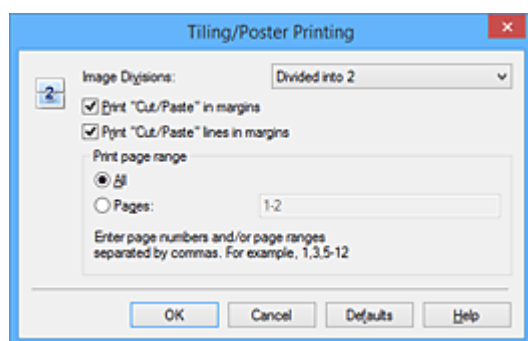 Tiling/Poster Printing
Image Divisions:
Divided into 2
2
Print "Cut/Paste" in margins
Print "Cut/Paste" lines in margins
Print page range
All
Pages:
1-2
Enter page numbers and/or page ranges
separated by commas. For example, 1,3,5-12
OK
Cancel
Defaults
Help